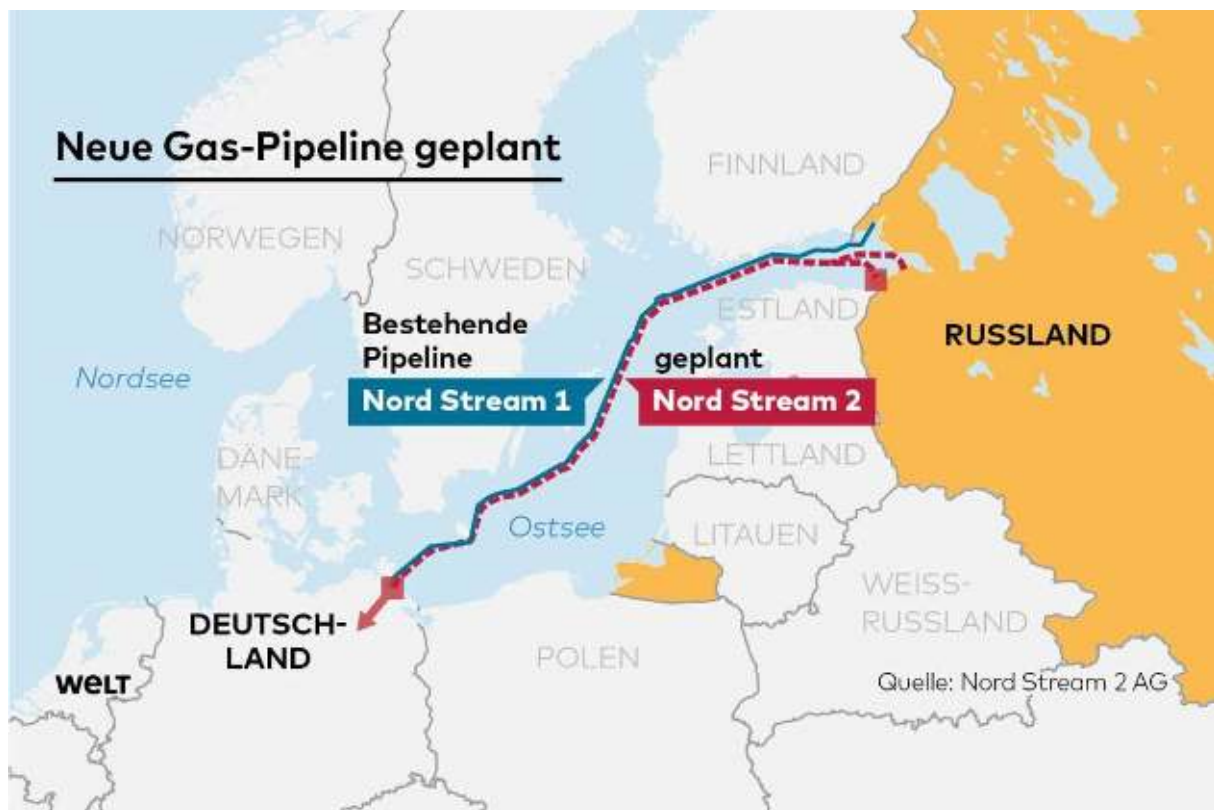 Neue Gas-Pipeline geplant
FINNLAND
NORWEGEN
SCHWEDEN
ESTLAND
Bestehende
Pipeline
Nord Stream 1
geplant
Nord Stream 2
RUSSLAND
Nordsee
DÄNE-
MARK
LETTLAND
Ostsee
LITAUEN
WEISS-
RUSSLAND
DEUTSCH-
LAND
POLEN
WELT
Quelle: Nord Stream 2 AG